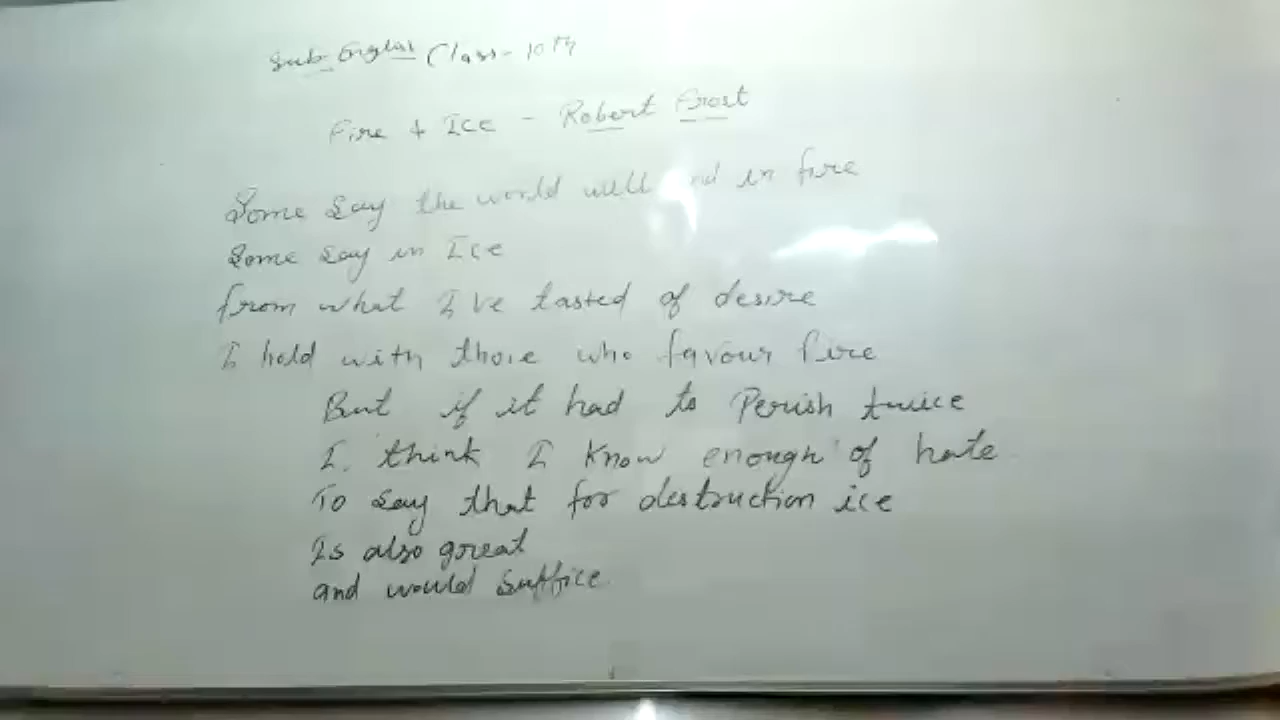 Sub: English Class - 10th
Fire & Ice - Robert Frost
Some Say the world will end in fire
Some Say in Ice
from what I've tasted of desire
I hold with those who favour fire
But if it had to Perish twice
I think I Know enough of hate
To Say that for destruction ice
Is also great
and would Suffice